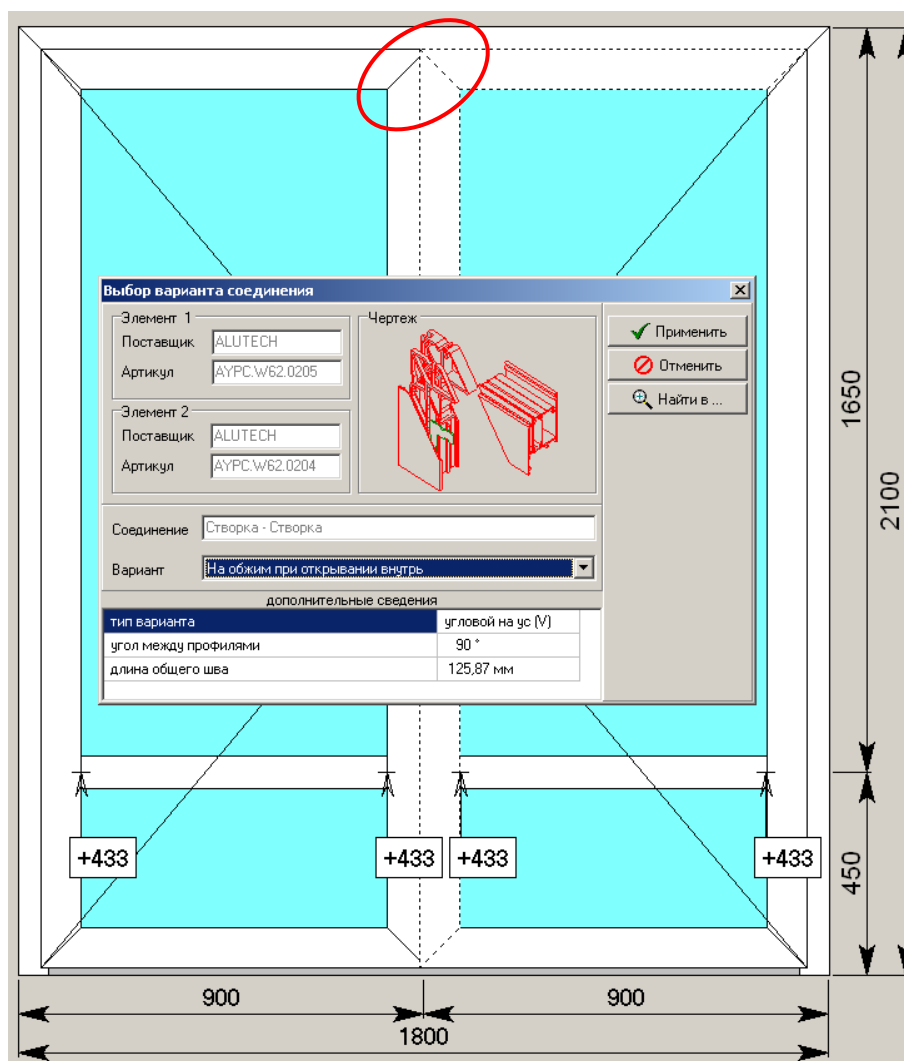 Выбор варианта соединения
Элемент 1
Поставщик ALUTECH
Артикул AYPC.W62.0205
Элемент 2
Поставщик ALUTECH
Артикул AYPC.W62.0204
Чертеж
Применить
Отменить
Найти в ...
Соединение Створка - Створка
Вариант На обжим при открывании внутрь
дополнительные сведения
тип варианта угловой на ус (V)
угол между профилями 90 °
длина общего шва 125,87 мм
1650
2100
+433 +433 +433 +433
450
900 900
1800